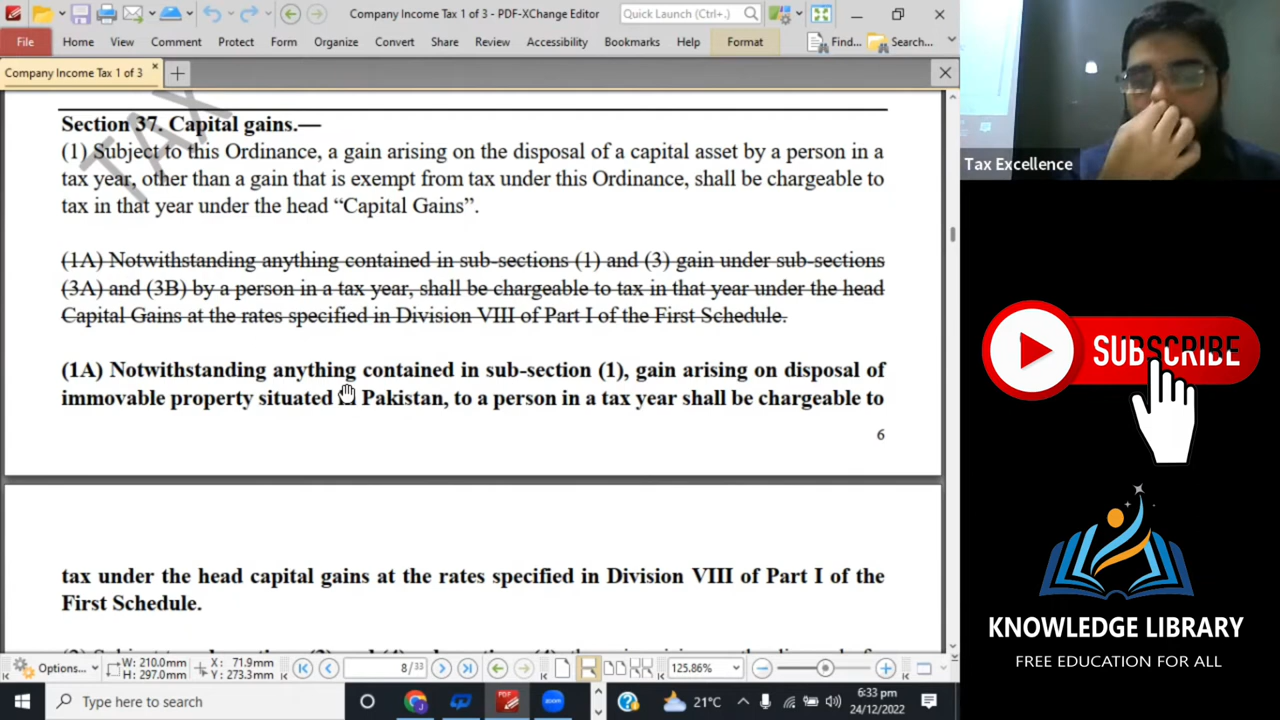 Company Income Tax 1 of 3 - PDF-XChange Editor
Quick Launch (Ctrl+.)
File Home View Comment Protect Form Organize Convert Share Review Accessibility Bookmarks Help Format Find... Search...
Company Income Tax 1 of 3
TAX
Section 37. Capital gains.—
(1) Subject to this Ordinance, a gain arising on the disposal of a capital asset by a person in a
tax year, other than a gain that is exempt from tax under this Ordinance, shall be chargeable to
tax in that year under the head “Capital Gains”.
(1A) Notwithstanding anything contained in sub-sections (1) and (3) gain under sub-sections
(3A) and (3B) by a person in a tax year, shall be chargeable to tax in that year under the head
Capital Gains at the rates specified in Division VIII of Part I of the First Schedule.
(1A) Notwithstanding anything contained in sub-section (1), gain arising on disposal of
immovable property situated Pakistan, to a person in a tax year shall be chargeable to
6
tax under the head capital gains at the rates specified in Division VIII of Part I of the
First Schedule.
Options...
W: 210.0mm
H: 297.0mm
X: 71.9mm
Y: 273.3mm
8 /33
125.86%
Type here to search
PDF
zoom
21°C
6:33 pm
24/12/2022
Tax Excellence
SUBSCRIBE
KNOWLEDGE LIBRARY
FREE EDUCATION FOR ALL